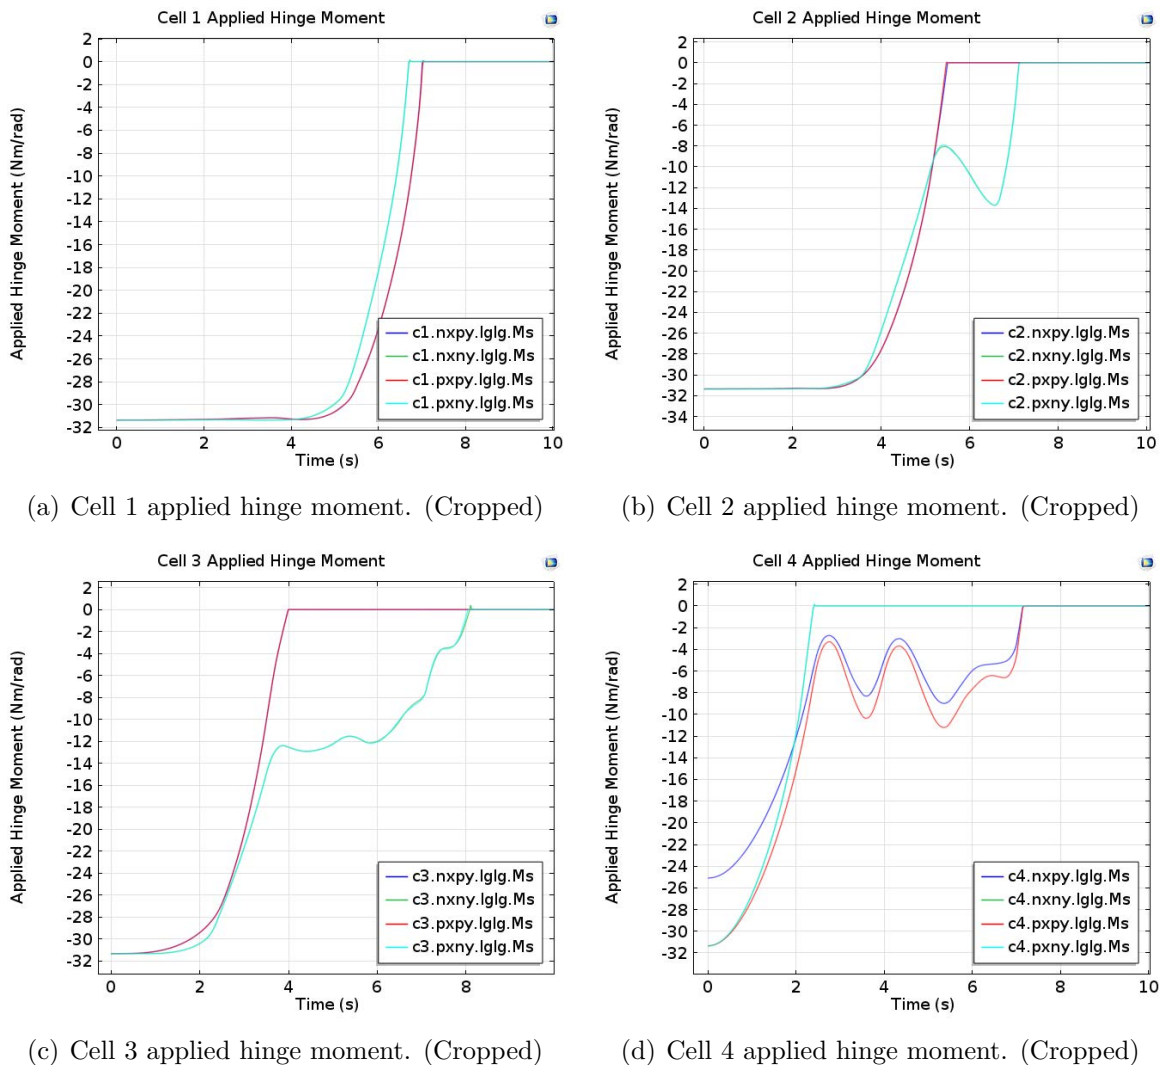 Cell 1 Applied Hinge Moment
Applied Hinge Moment (Nm/rad)
2
0
-2
-4
-6
-8
-10
-12
-14
-16
-18
-20
-22
-24
-26
-28
-30
-32
0 2 4 6 8 10
Time (s)
c1.nxpy.lglg.Ms
c1.nxny.lglg.Ms
c1.pxpy.lglg.Ms
c1.pxny.lglg.Ms
(a) Cell 1 applied hinge moment. (Cropped)
Cell 2 Applied Hinge Moment
Applied Hinge Moment (Nm/rad)
2
0
-2
-4
-6
-8
-10
-12
-14
-16
-18
-20
-22
-24
-26
-28
-30
-32
-34
0 2 4 6 8 10
Time (s)
c2.nxpy.lglg.Ms
c2.nxny.lglg.Ms
c2.pxpy.lglg.Ms
c2.pxny.lglg.Ms
(b) Cell 2 applied hinge moment. (Cropped)
Cell 3 Applied Hinge Moment
Applied Hinge Moment (Nm/rad)
2
0
-2
-4
-6
-8
-10
-12
-14
-16
-18
-20
-22
-24
-26
-28
-30
-32
0 2 4 6 8
Time (s)
c3.nxpy.lglg.Ms
c3.nxny.lglg.Ms
c3.pxpy.lglg.Ms
c3.pxny.lglg.Ms
(c) Cell 3 applied hinge moment. (Cropped)
Cell 4 Applied Hinge Moment
Applied Hinge Moment (Nm/rad)
2
0
-2
-4
-6
-8
-10
-12
-14
-16
-18
-20
-22
-24
-26
-28
-30
-32
0 2 4 6 8 10
Time (s)
c4.nxpy.lglg.Ms
c4.nxny.lglg.Ms
c4.pxpy.lglg.Ms
c4.pxny.lglg.Ms
(d) Cell 4 applied hinge moment. (Cropped)